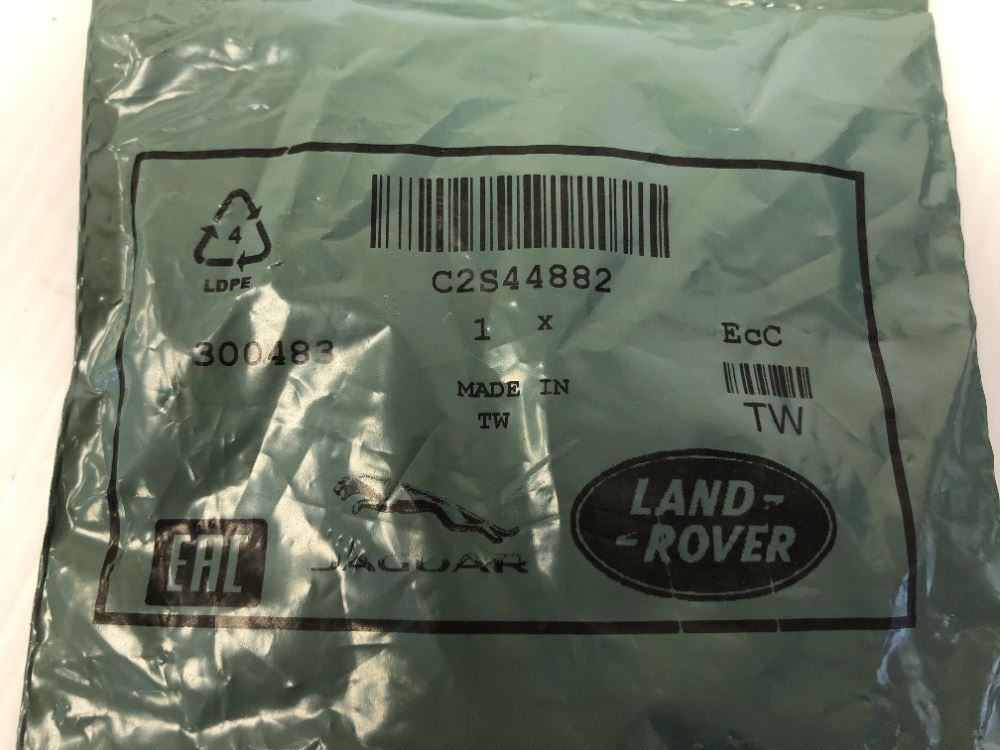 4
LDPE
C2S44882
1 x
EcC
300483
MADE IN
TW
TW
EAC
JAGUAR
LAND-
-ROVER